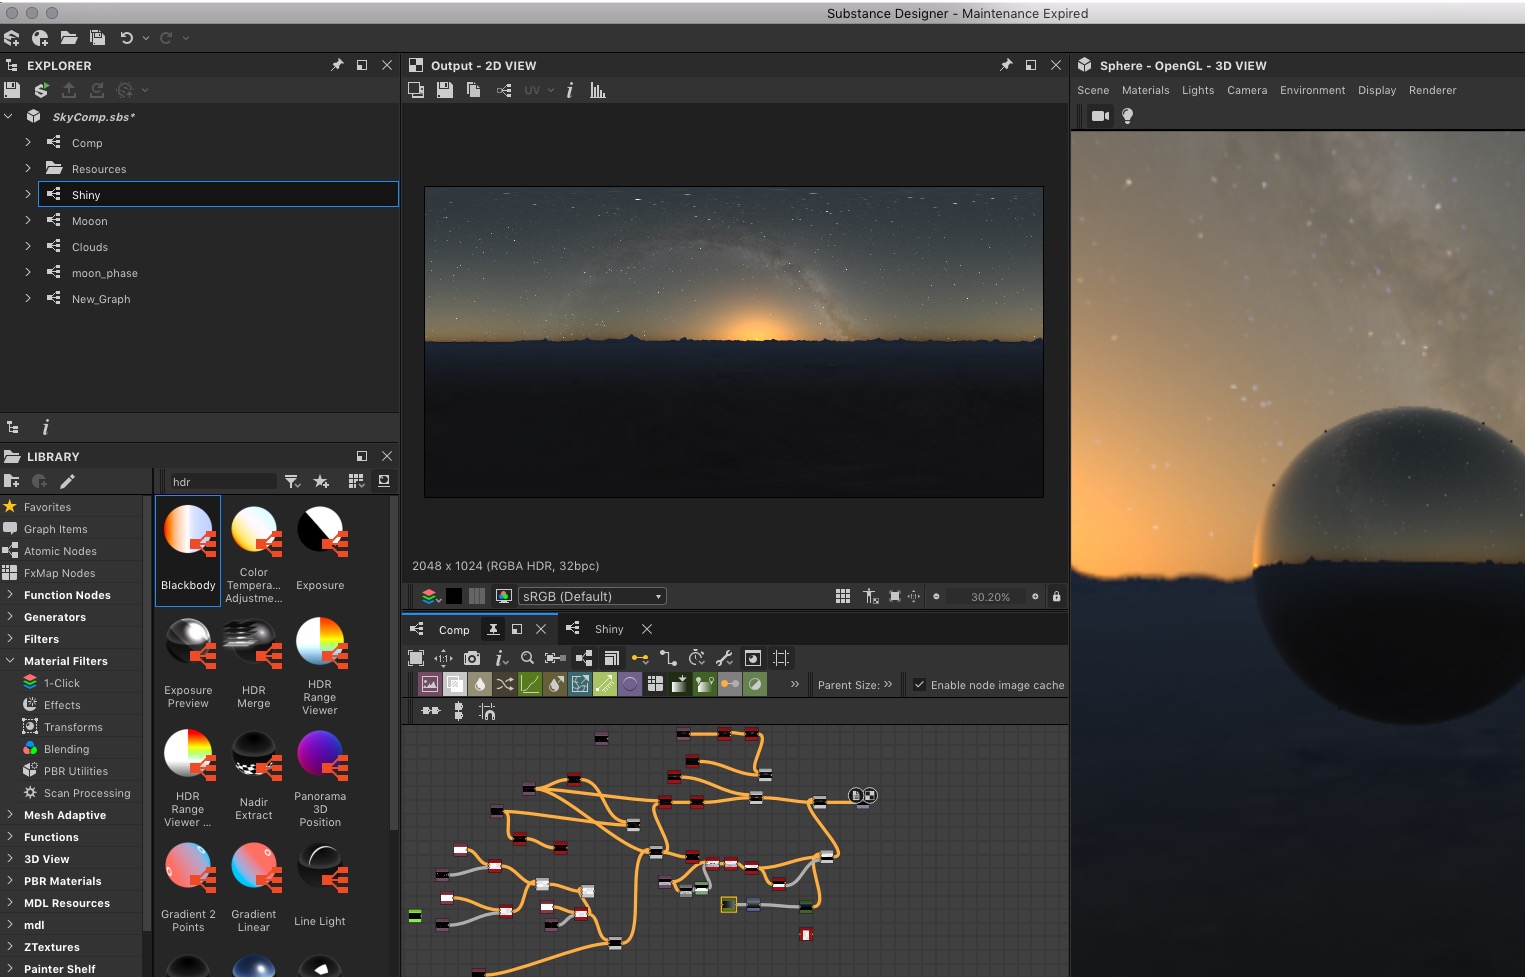 Substance Designer - Maintenance Expired
EXPLORER
SkyComp.sbs*
Comp
Resources
Shiny
Mooon
Clouds
moon_phase
New_Graph
LIBRARY
hdr
Favorites
Graph Items
Atomic Nodes
FxMap Nodes
Function Nodes
Generators
Filters
Material Filters
1-Click
Effects
Transforms
Blending
PBR Utilities
Scan Processing
Mesh Adaptive
Functions
3D View
PBR Materials
MDL Resources
mdl
ZTextures
Painter Shelf
Blackbody
Color
Tempera...
Adjustme...
Exposure
Exposure
Preview
HDR
Merge
HDR
Range
Viewer
HDR
Range
Viewer ...
Nadir
Extract
Panorama
3D
Position
Gradient 2
Points
Gradient
Linear
Line Light
Output - 2D VIEW
UV
2048 x 1024 (RGBA HDR, 32bpc)
sRGB (Default)
30.20%
Comp
Shiny
Parent Size:
Enable node image cache
Sphere - OpenGL - 3D VIEW
Scene Materials Lights Camera Environment Display Renderer